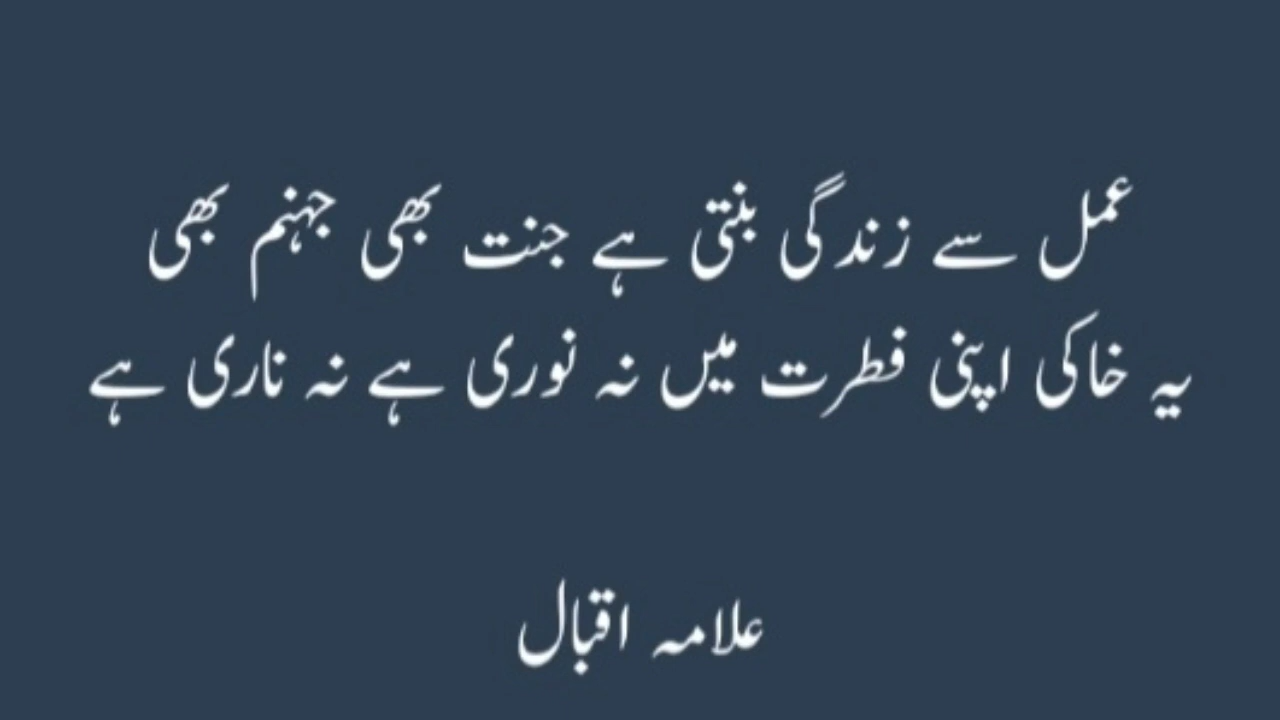 عمل سے زندگی بنتی ہے جنت بھی جہنم بھی
یہ خاکی اپنی فطرت میں نہ نوری ہے نہ ناری ہے
علامہ اقبال